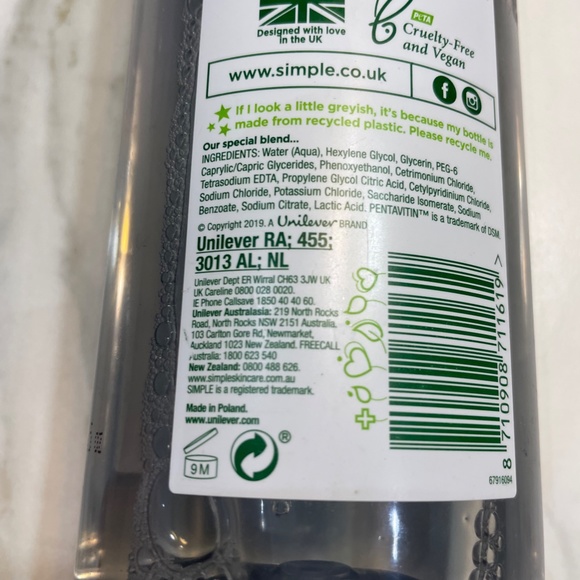 Designed with love
in the UK
PETA
Cruelty-Free
and Vegan
www.simple.co.uk
If I look a little greyish, it's because my bottle is
made from recycled plastic. Please recycle me.
Our special blend...
INGREDIENTS: Water (Aqua), Hexylene Glycol, Glycerin, PEG-6
Caprylic/Capric Glycerides, Phenoxyethanol, Cetrimonium Chloride,
Tetrasodium EDTA, Propylene Glycol Citric Acid, Cetylpyridinium Chloride,
Sodium Chloride, Potassium Chloride, Saccharide Isomerate, Sodium
Benzoate, Sodium Citrate, Lactic Acid. PENTAVITIN™ is a trademark of DSM.
© Copyright 2019. A Unilever BRAND
Unilever RA; 455;
3013 AL; NL
Unilever Dept ER Wirral CH63 3JW UK
UK Careline 0800 028 0020.
IE Phone Callsave 1850 40 40 60.
Unilever Australasia: 219 North Rocks
Road, North Rocks NSW 2151 Australia.
103 Carlton Gore Rd, Newmarket,
Auckland 1023 New Zealand. FREECALL
Australia: 1800 623 540
New Zealand: 0800 488 626.
www.simpleskincare.com.au
SIMPLE is a registered trademark.
Made in Poland.
www.unilever.com
9M
®
8 710908 711619 >
67916094